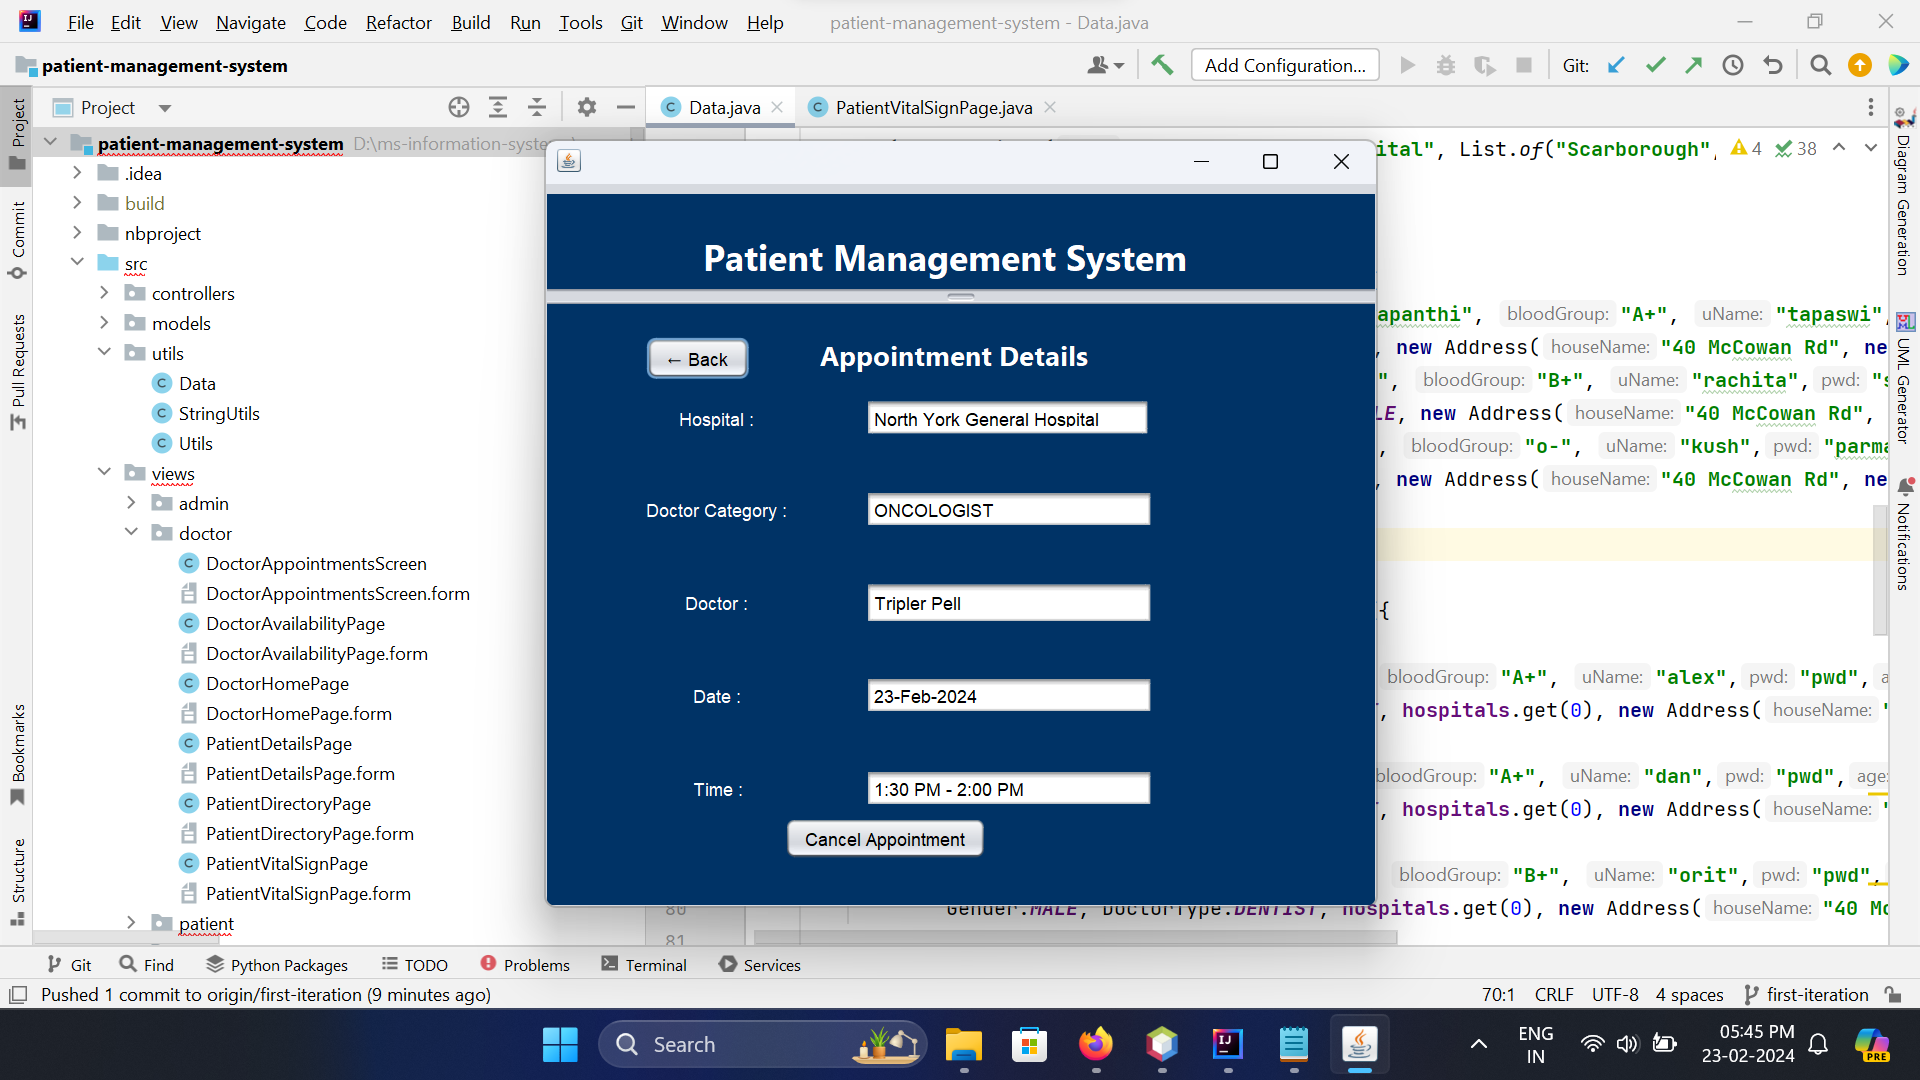 File Edit View Navigate Code Refactor Build Run Tools Git Window Help patient-management-system - Data.java
patient-management-system Add Configuration... Git:
Project Data.java PatientVitalSignPage.java
patient-management-system D:\ms-information-syste
.idea
build
nbproject
src
controllers
models
utils
Data
StringUtils
Utils
views
admin
doctor
DoctorAppointmentsScreen
DoctorAppointmentsScreen.form
DoctorAvailabilityPage
DoctorAvailabilityPage.form
DoctorHomePage
DoctorHomePage.form
PatientDetailsPage
PatientDetailsPage.form
PatientDirectoryPage
PatientDirectoryPage.form
PatientVitalSignPage
PatientVitalSignPage.form
patient
Project
Commit
Pull Requests
Bookmarks
Structure
Patient Management System
← Back Appointment Details
Hospital : North York General Hospital
Doctor Category : ONCOLOGIST
Doctor : Tripler Pell
Date : 23-Feb-2024
Time : 1:30 PM - 2:00 PM
Cancel Appointment
ital", List.of("Scarborough", 4 38
apanthi", bloodGroup: "A+", uName: "tapaswi",
, new Address( houseName: "40 McCowan Rd", ne
", bloodGroup: "B+", uName: "rachita", pwd: "s
LE, new Address( houseName: "40 McCowan Rd",
, bloodGroup: "o-", uName: "kush", pwd: "parma
, new Address( houseName: "40 McCowan Rd", ne
{
bloodGroup: "A+", uName: "alex", pwd: "pwd", a
, hospitals.get(0), new Address( houseName: "
bloodGroup: "A+", uName: "dan", pwd: "pwd", age:
, hospitals.get(0), new Address( houseName: "
bloodGroup: "B+", uName: "orit", pwd: "pwd",
80 Gender.MALE, DoctorType.DENTIST, hospitals.get(0), new Address( houseName: "40 Mc
81
Diagram Generation
UML Generator
Notifications
Git Find Python Packages TODO Problems Terminal Services
Pushed 1 commit to origin/first-iteration (9 minutes ago) 70:1 CRLF UTF-8 4 spaces first-iteration
Search ENG 05:45 PM
IN 23-02-2024 PRE